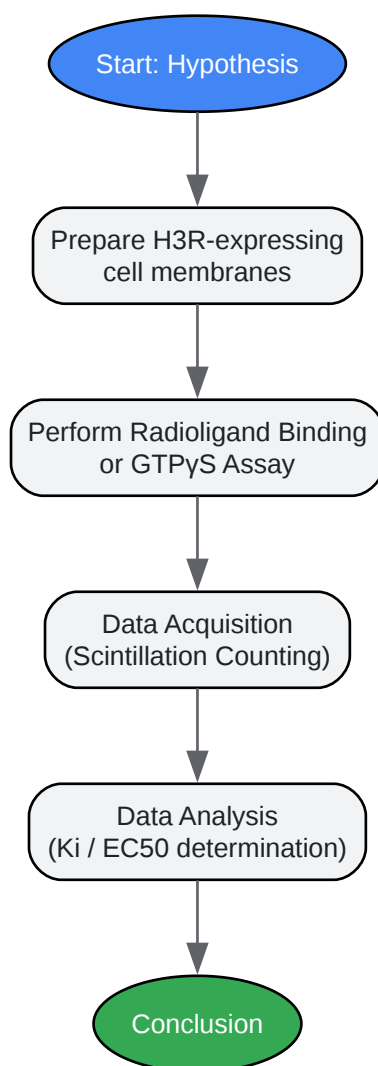 Start: Hypothesis
Prepare H3R-expressing
cell membranes
Perform Radioligand Binding
or GTPγS Assay
Data Acquisition
(Scintillation Counting)
Data Analysis
(Ki / EC50 determination)
Conclusion